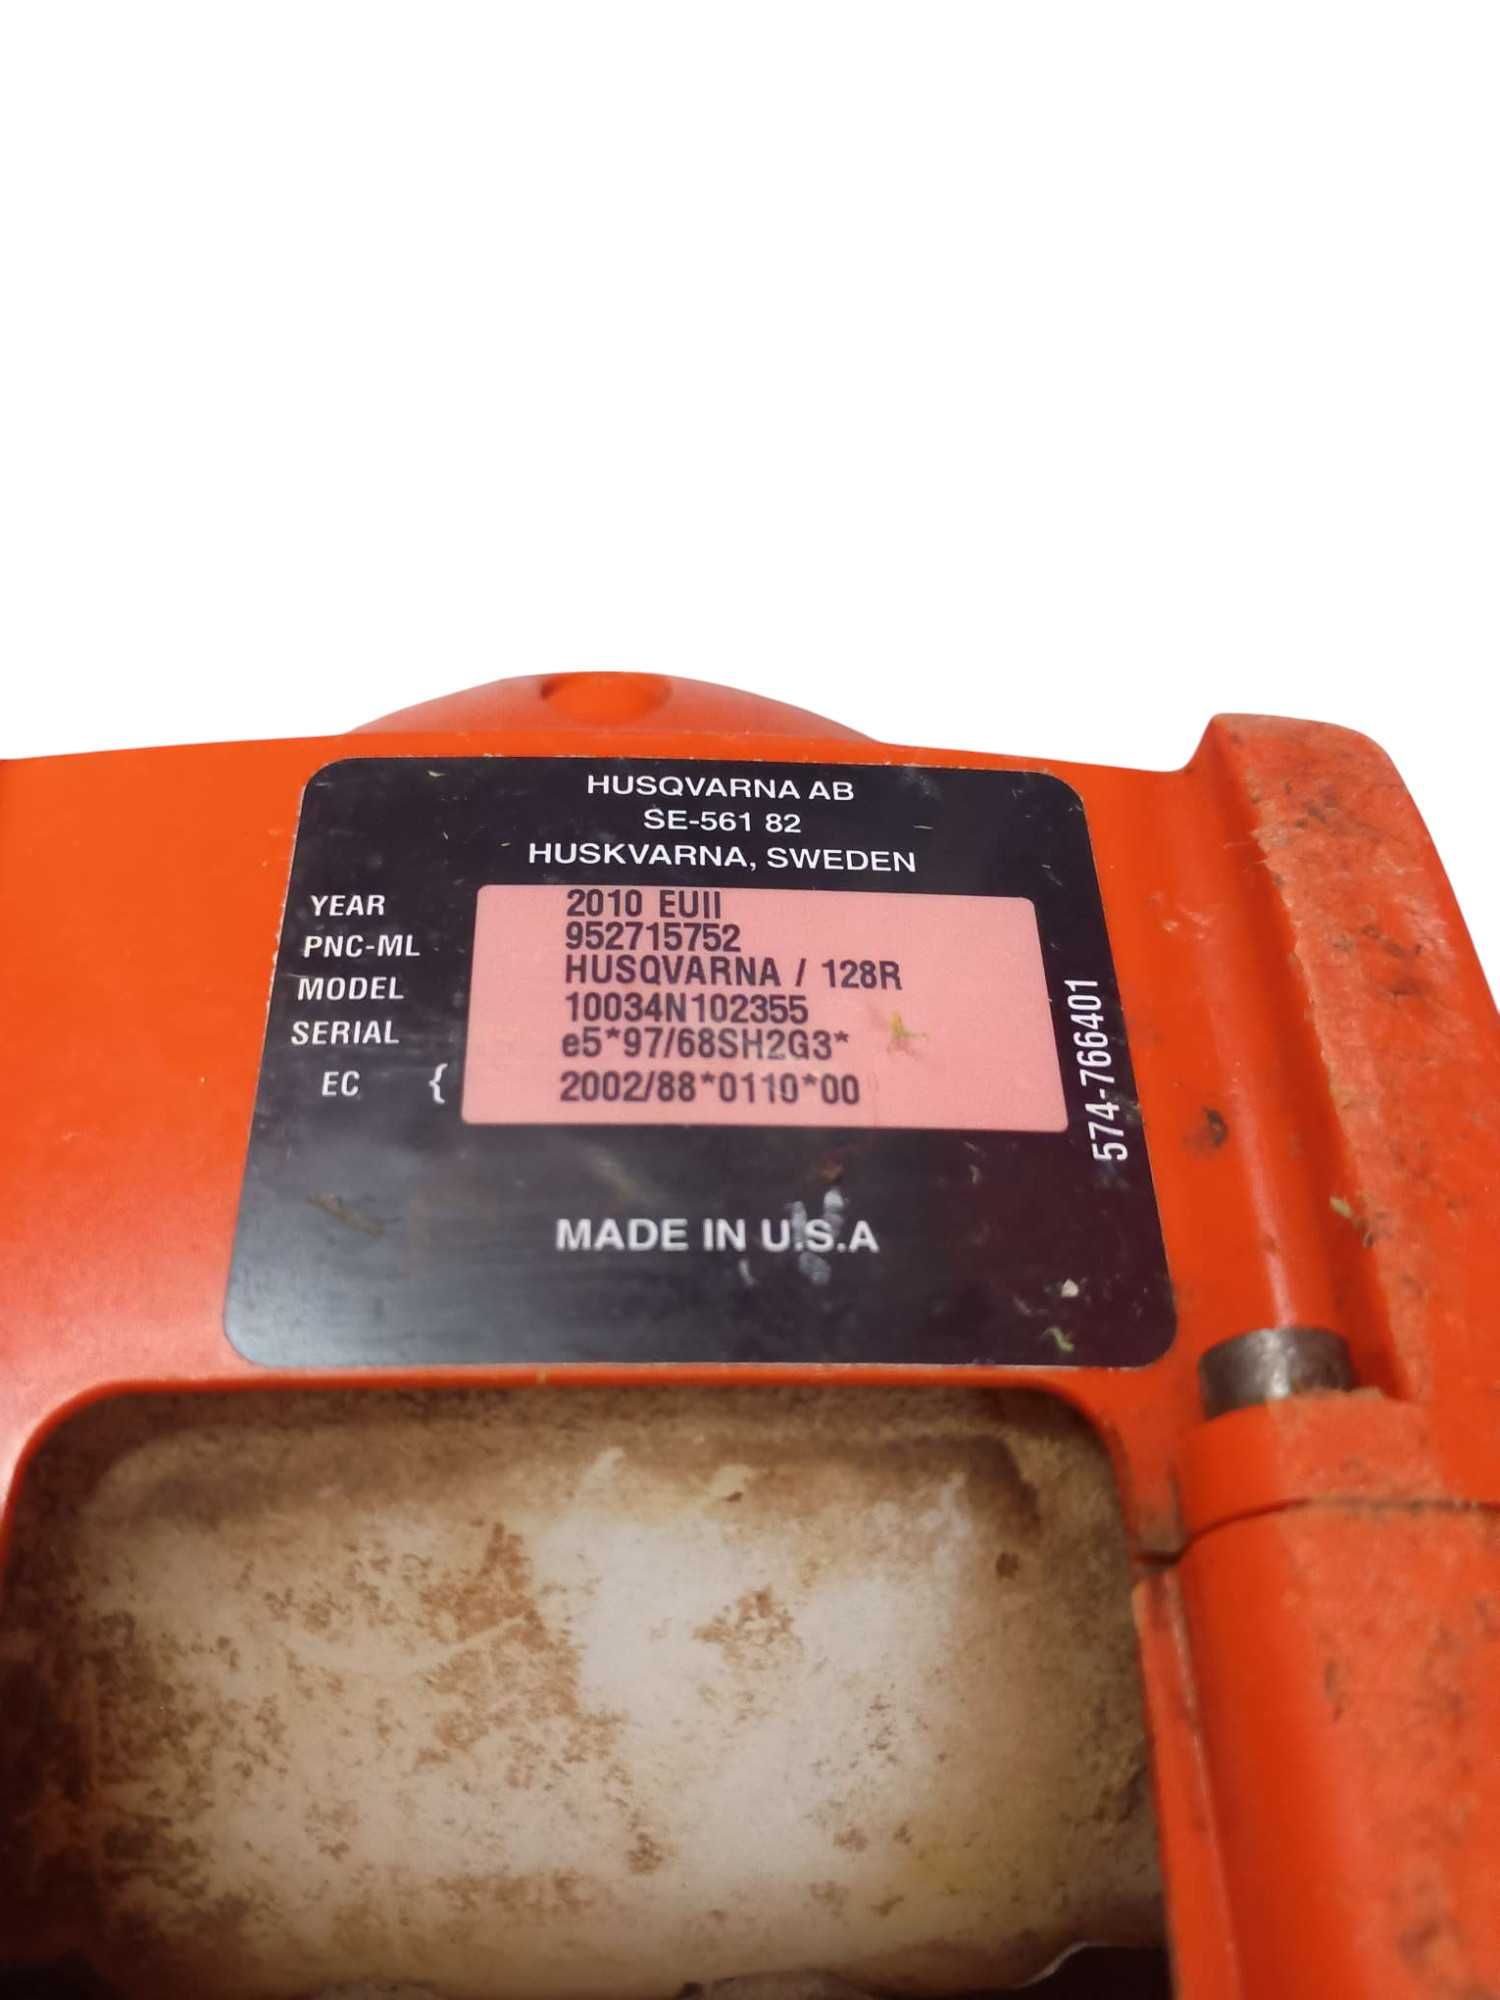 HUSQVARNA AB
SE-561 82
HUSKVARNA, SWEDEN
YEAR 2010 EUII
PNC-ML 952715752
MODEL HUSQVARNA / 128R
SERIAL 10034N102355
EC { e5*97/68SH2G3*
2002/88*0110*00
574-766401
MADE IN U.S.A